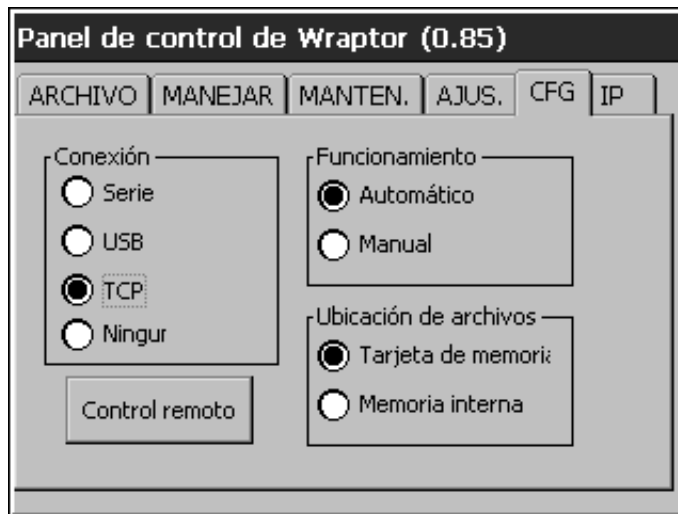 Panel de control de Wraptor (0.85)
ARCHIVO MANEJAR MANTEN. AJUS. CFG IP
Conexión
Serie
USB
TCP
Ningur
Control remoto
Funcionamiento
Automático
Manual
Ubicación de archivos
Tarjeta de memoria
Memoria interna